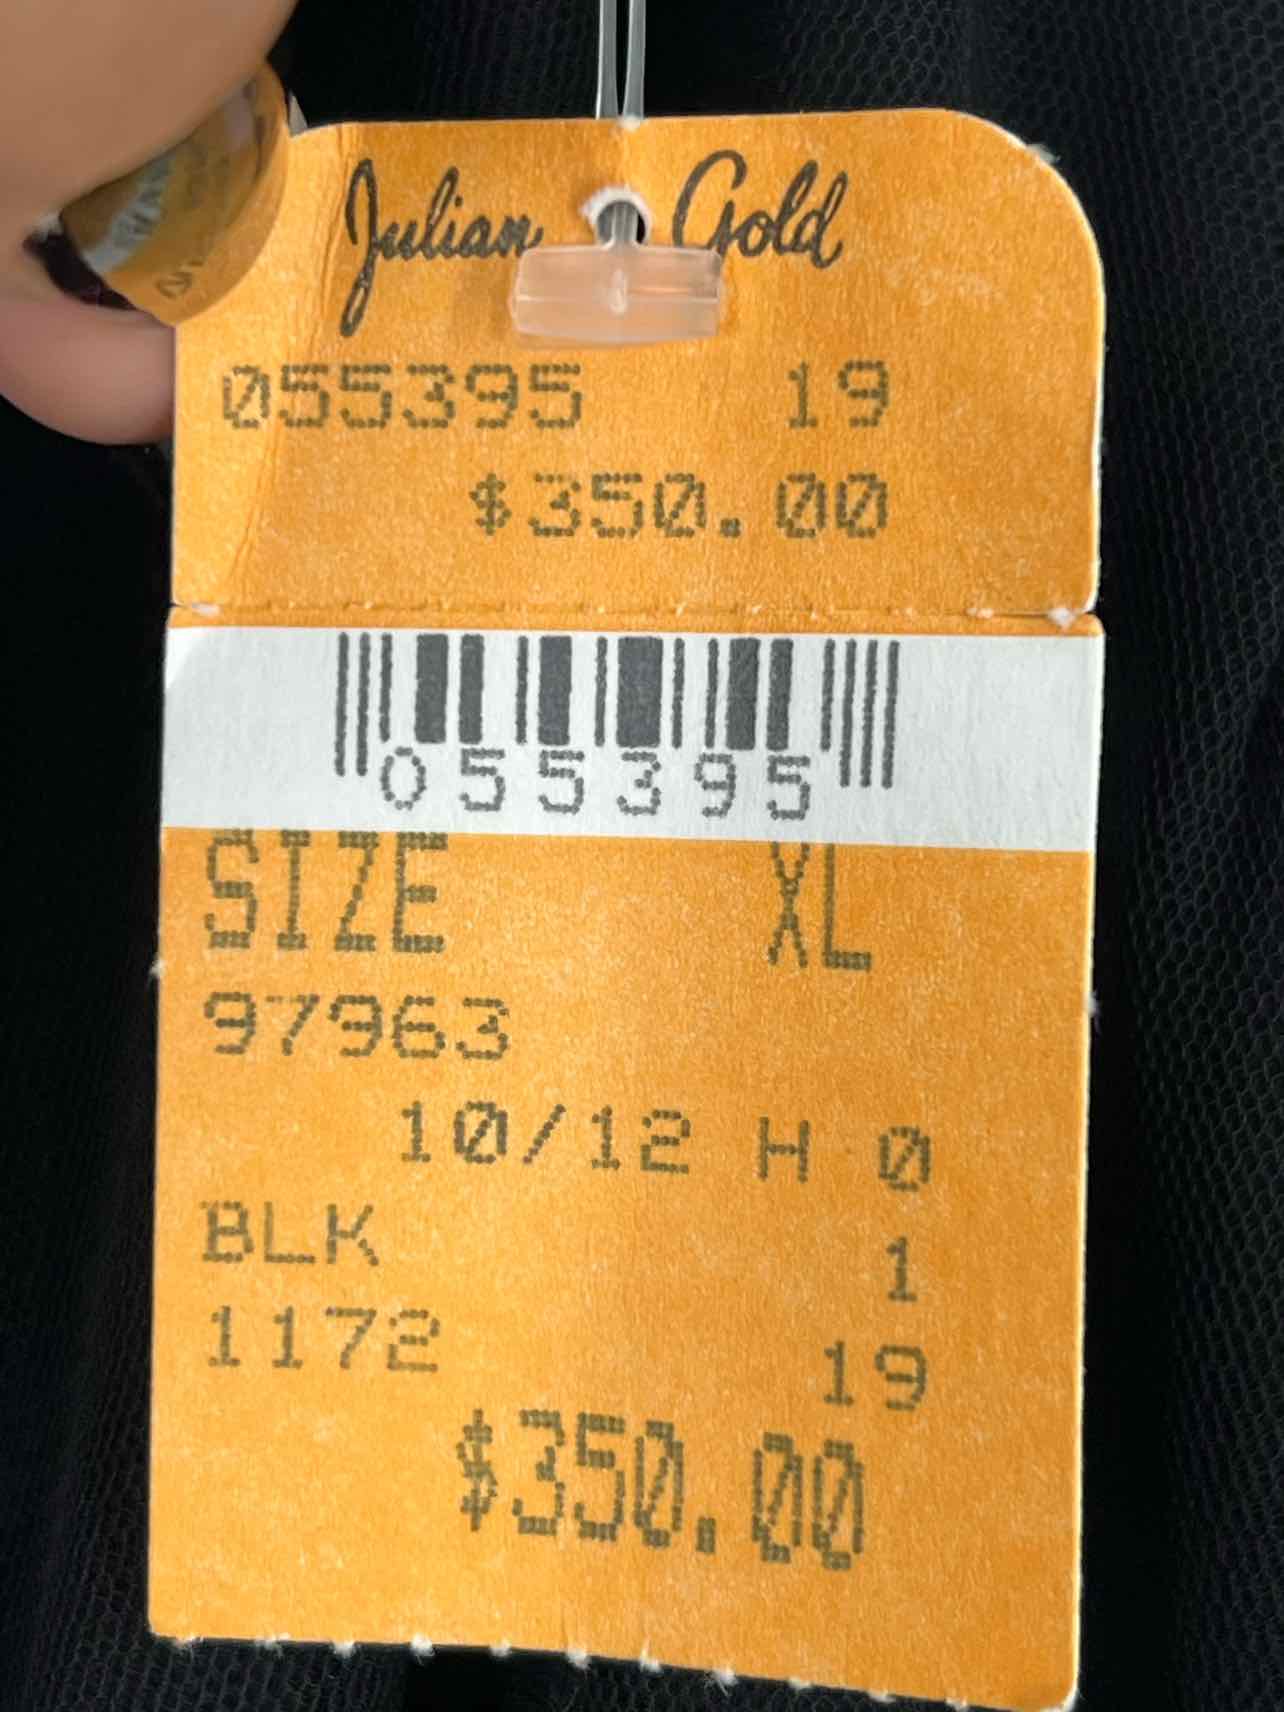 Julian Gold
055395 19
$350.00
055395
SIZE XL
97963
10/12 H 0
BLK 1
1172 19
$350.00